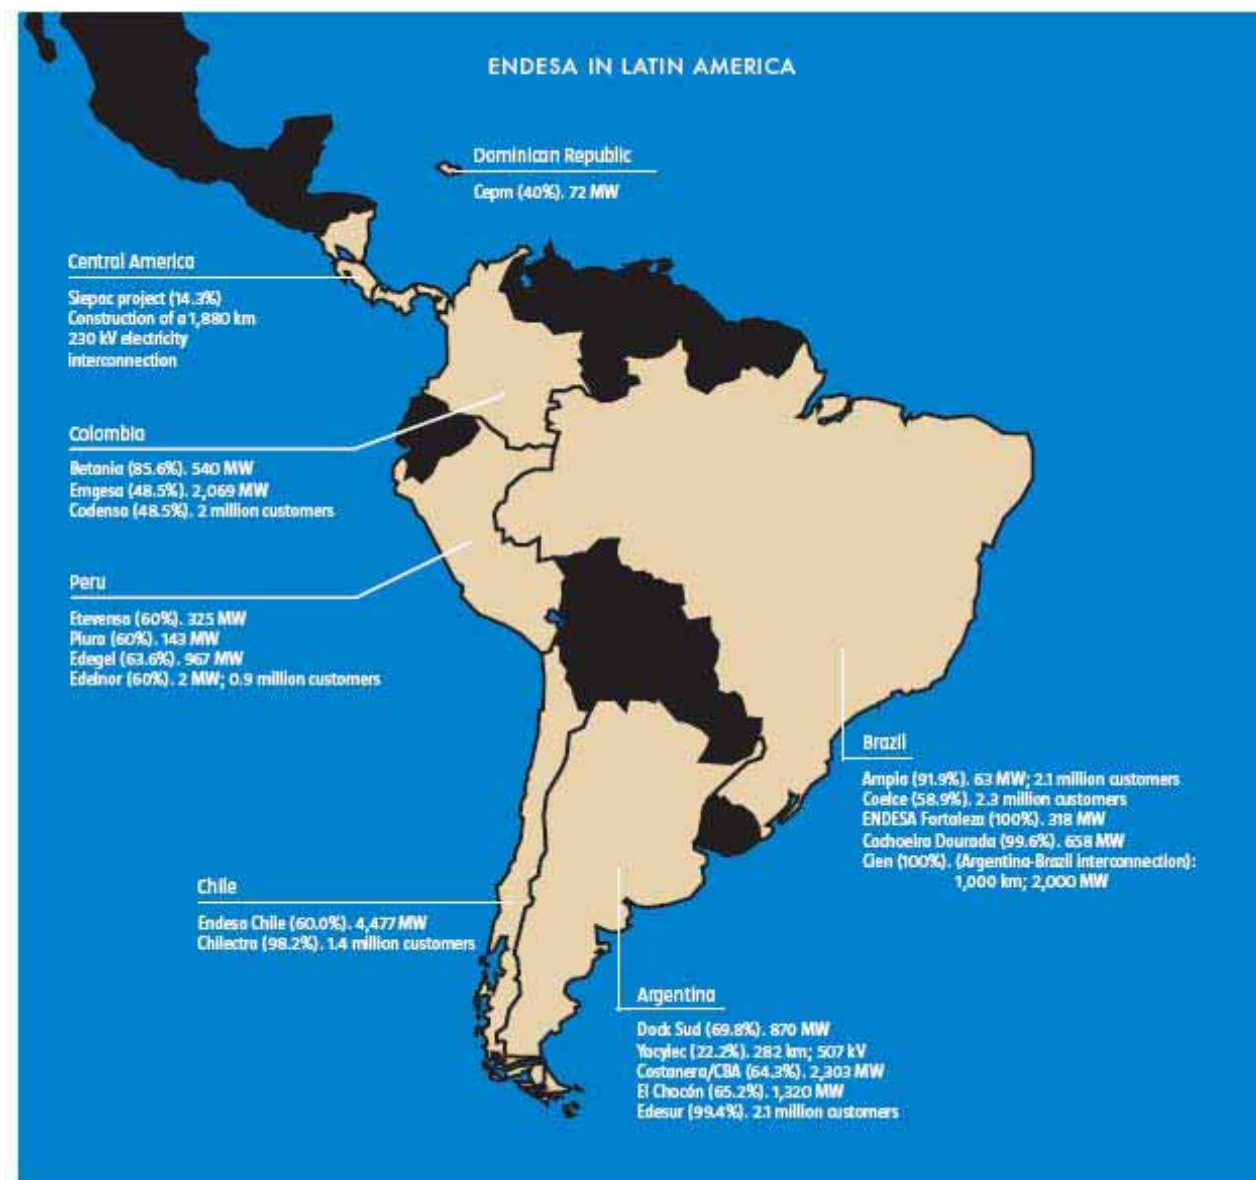 ENDESA IN LATIN AMERICA
Dominican Republic
Cepm (40%). 72 MW
Central America
Siepac project (14.3%)
Construction of a 1,880 km
230 kV electricity
interconnection
Colombia
Betania (85.6%). 540 MW
Emgesa (48.5%). 2,069 MW
Codensa (48.5%). 2 million customers
Peru
Etevensa (60%). 325 MW
Piura (60%). 143 MW
Edegel (63.6%). 967 MW
Edelnor (60%). 2 MW; 0.9 million customers
Brazil
Ampla (91.9%). 63 MW; 2.1 million customers
Coelce (58.9%). 2.3 million customers
ENDESA Fortaleza (100%). 318 MW
Cachoeira Dourada (99.6%). 658 MW
Cien (100%). (Argentina-Brazil interconnection):
1,000 km; 2,000 MW
Chile
Endesa Chile (60.0%). 4,477 MW
Chilectra (98.2%). 1.4 million customers
Argentina
Dock Sud (69.8%). 870 MW
Yacylec (22.2%). 282 km; 507 kV
Costanera/CBA (64.3%). 2,303 MW
El Chocón (65.2%). 1,320 MW
Edesur (99.4%). 2.1 million customers